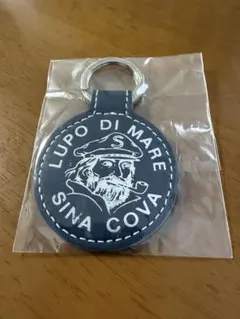 LUPO DI MARE
S
SINA COVA